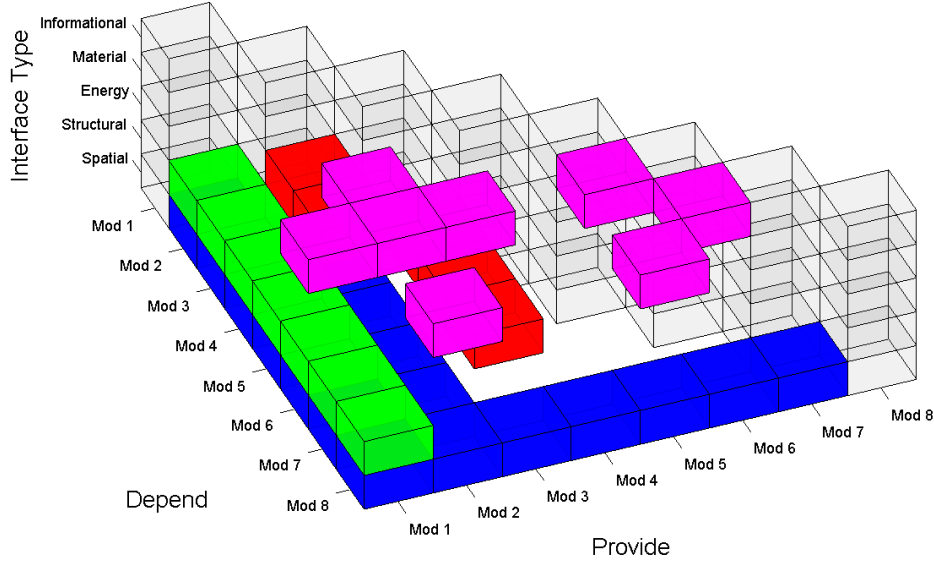 Interface Type
Informational
Material
Energy
Structural
Spatial
Mod 1
Mod 2
Mod 3
Mod 4
Mod 5
Mod 6
Mod 7
Mod 8
Depend
Mod 1
Mod 2
Mod 3
Mod 4
Mod 5
Mod 6
Mod 7
Mod 8
Provide